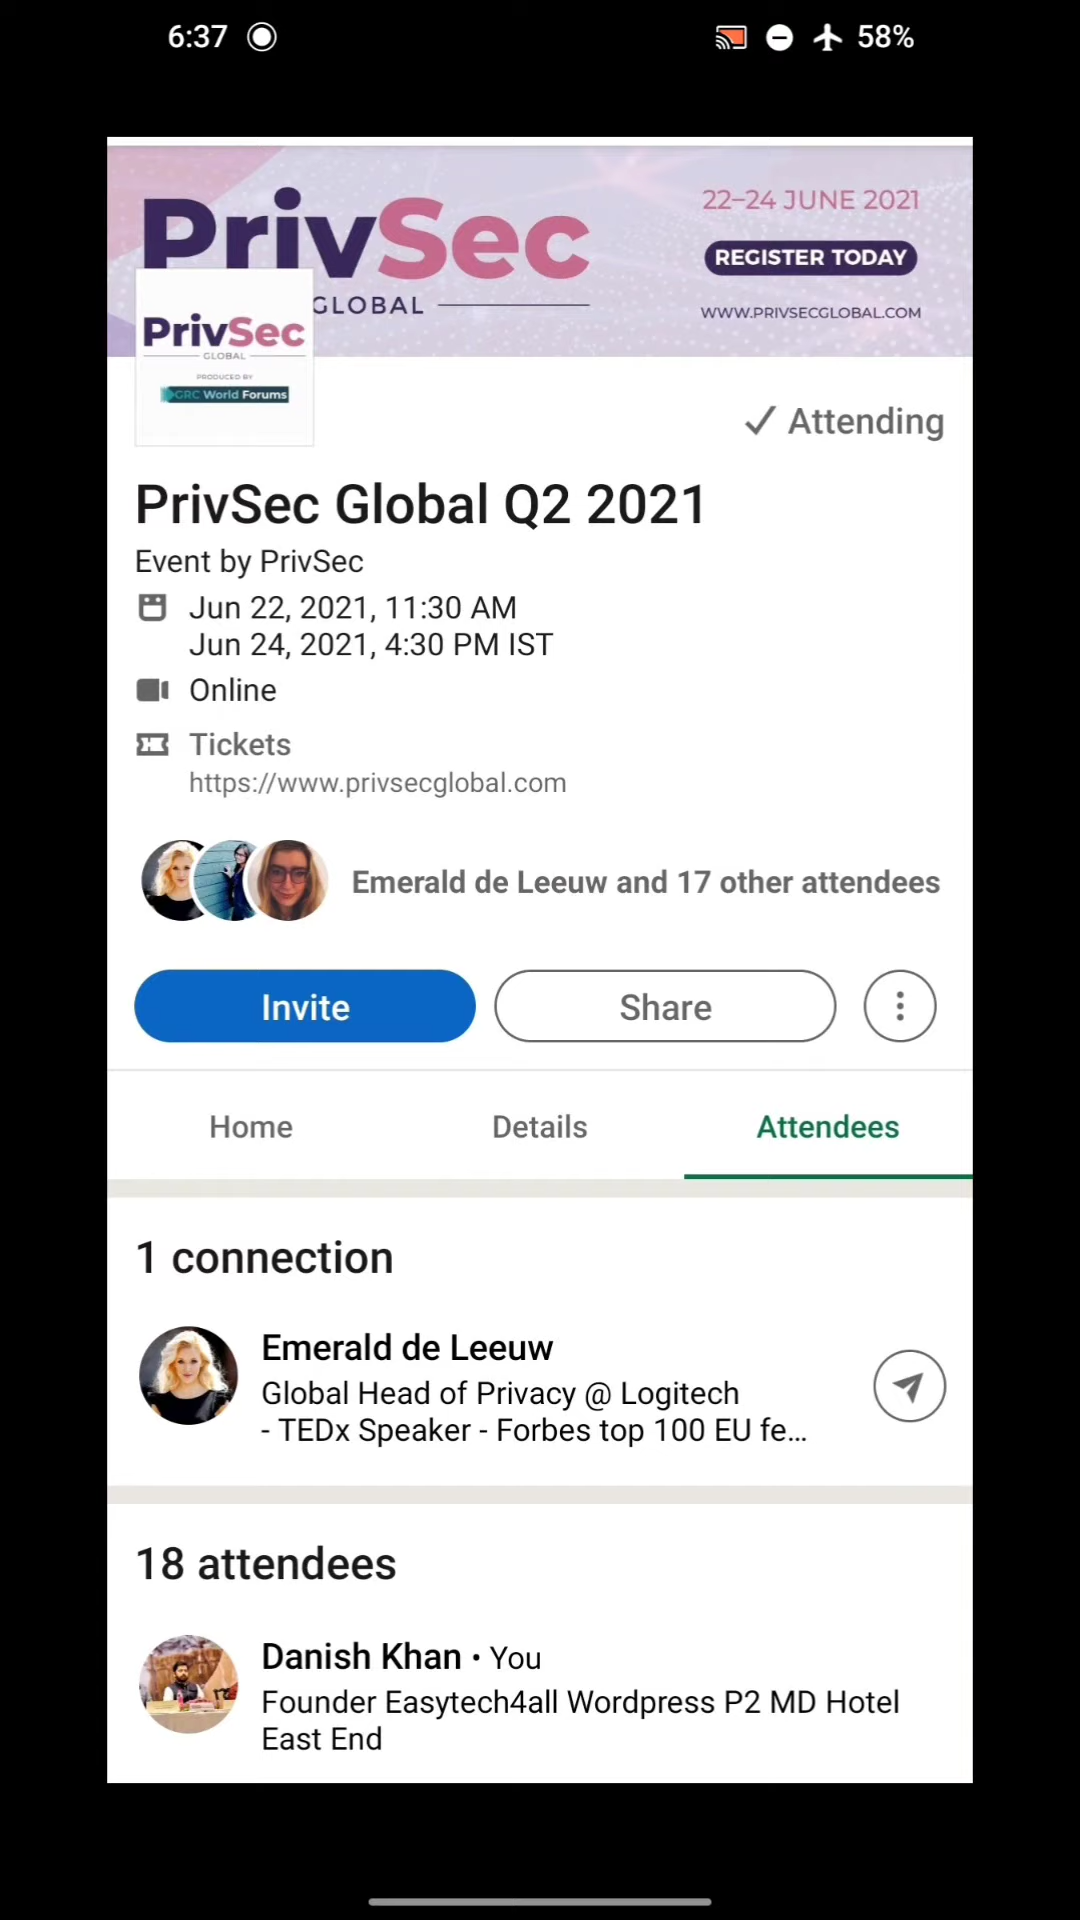 6:37
58%
PrivSec
GLOBAL
22–24 JUNE 2021
REGISTER TODAY
WWW.PRIVSECGLOBAL.COM
PrivSec
GLOBAL
PRODUCED BY
GRC World Forums
Attending
PrivSec Global Q2 2021
Event by PrivSec
Jun 22, 2021, 11:30 AM
Jun 24, 2021, 4:30 PM IST
Online
Tickets
https://www.privsecglobal.com
Emerald de Leeuw and 17 other attendees
Invite
Share
Home
Details
Attendees
1 connection
Emerald de Leeuw
Global Head of Privacy @ Logitech
- TEDx Speaker - Forbes top 100 EU fe...
18 attendees
Danish Khan • You
Founder Easytech4all Wordpress P2 MD Hotel
East End